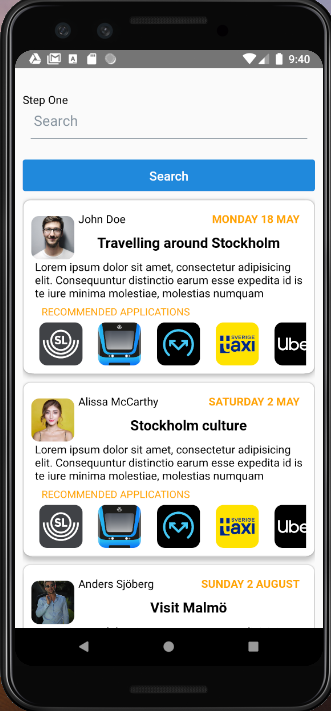 9:40
Step One
Search
Search
John Doe
MONDAY 18 MAY
Travelling around Stockholm
Lorem ipsum dolor sit amet, consectetur adipisicing
elit. Consequuntur distinctio earum esse expedita id is
te iure minima molestiae, molestias numquam
RECOMMENDED APPLICATIONS
SL
SVERIGE
taxi
Ube
Alissa McCarthy
SATURDAY 2 MAY
Stockholm culture
Lorem ipsum dolor sit amet, consectetur adipisicing
elit. Consequuntur distinctio earum esse expedita id is
te iure minima molestiae, molestias numquam
RECOMMENDED APPLICATIONS
SL
SVERIGE
taxi
Ube
Anders Sjöberg
SUNDAY 2 AUGUST
Visit Malmö